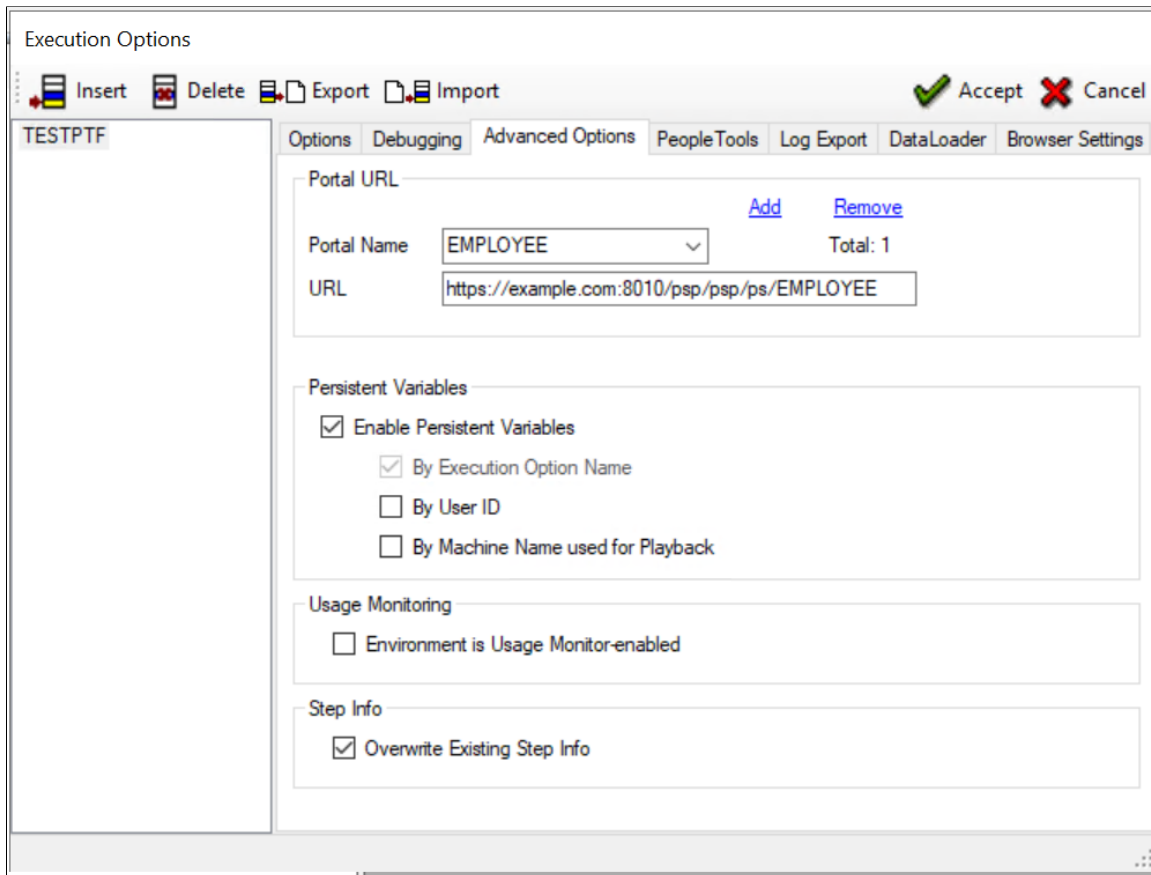 Execution Options
Insert Delete Export Import Accept Cancel
TESTPTF
Options Debugging Advanced Options PeopleTools Log Export DataLoader Browser Settings
Portal URL
Add Remove
Portal Name EMPLOYEE Total: 1
URL https://example.com:8010/psp/psp/ps/EMPLOYEE
Persistent Variables
Enable Persistent Variables
By Execution Option Name
By User ID
By Machine Name used for Playback
Usage Monitoring
Environment is Usage Monitor-enabled
Step Info
Overwrite Existing Step Info